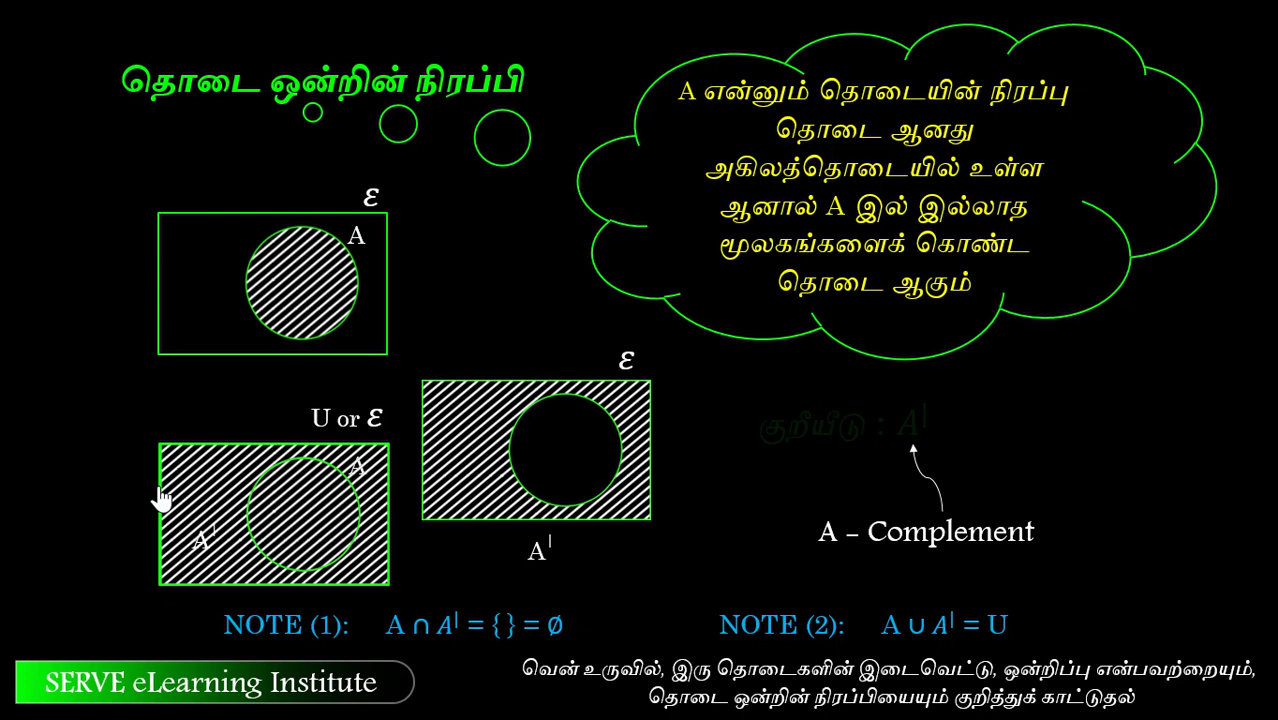 தொடை ஒன்றின் நிரப்பி
A என்னும் தொடையின் நிரப்பு
தொடை ஆனது
அகிலத்தொடையில் உள்ள
ஆனால் A இல் இல்லாத
மூலகங்களைக் கொண்ட
தொடை ஆகும்
ℰ
A
ℰ
U or ℰ
A
A|
A|
குறீயீடு : A|
A – Complement
NOTE (1): A ∩ A| = { } = ∅
NOTE (2): A ∪ A| = U
SERVE eLearning Institute
வென் உருவில், இரு தொடைகளின் இடைவெட்டு, ஒன்றிப்பு என்பவற்றையும்,
தொடை ஒன்றின் நிரப்பியையும் குறித்துக் காட்டுதல்